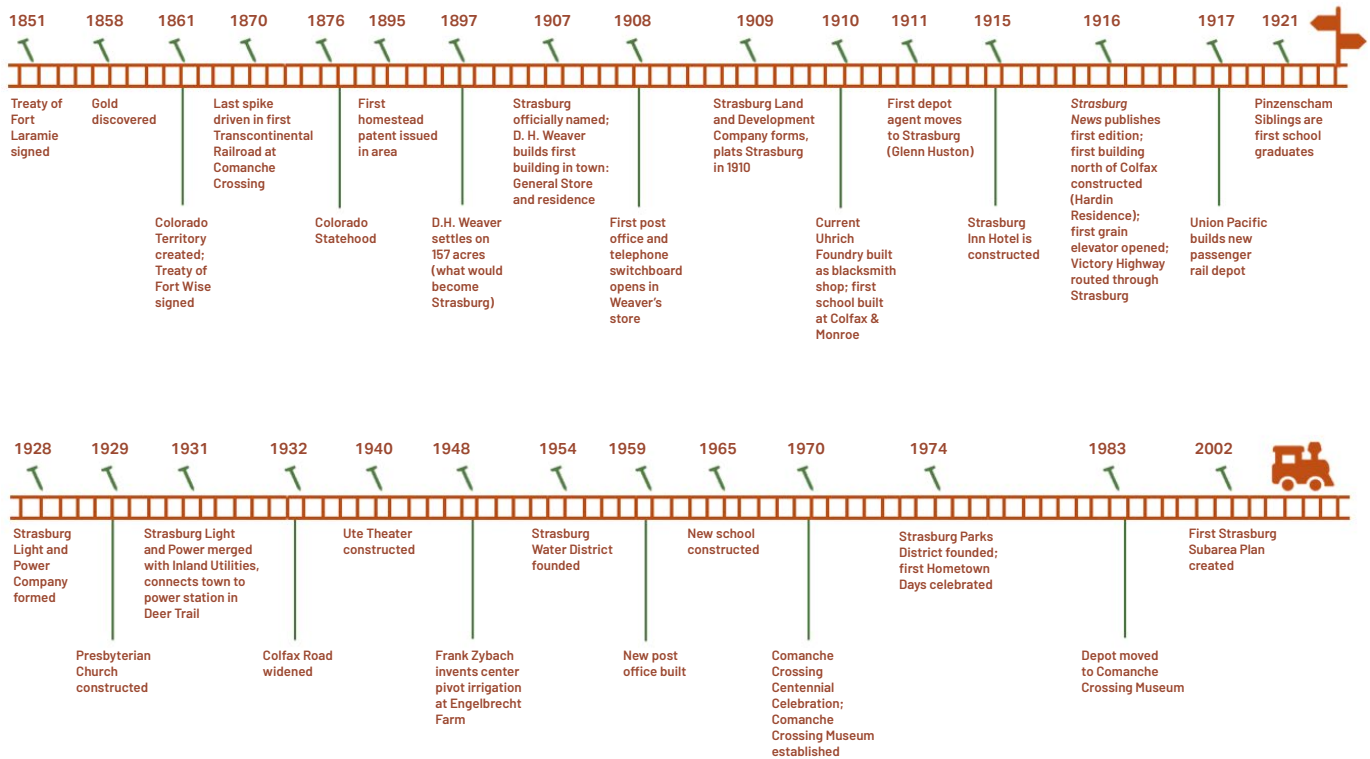 1851
1858
1861
1870
1876
1895
1897
1907
1908
1909
1910
1911
1915
1916
1917
1921
Treaty of
Fort
Laramie
signed
Gold
discovered
Colorado
Territory
created;
Treaty of
Fort Wise
signed
Last spike
driven in first
Transcontinental
Railroad at
Comanche
Crossing
Colorado
Statehood
First
homestead
patent issued
in area
D.H. Weaver
settles on
157 acres
(what would
become
Strasburg)
Strasburg
officially named;
D. H. Weaver
builds first
building in town:
General Store
and residence
First post
office and
telephone
switchboard
opens in
Weaver's
store
Strasburg Land
and Development
Company forms,
plats Strasburg
in 1910
Current
Uhrich
Foundry built
as blacksmith
shop; first
school built
at Colfax &
Monroe
First depot
agent moves
to Strasburg
(Glenn Huston)
Strasburg
Inn Hotel is
constructed
Strasburg
News publishes
first edition;
first building
north of Colfax
constructed
(Hardin
Residence);
first grain
elevator opened;
Victory Highway
routed through
Strasburg
Union Pacific
builds new
passenger
rail depot
Pinzenscham
Siblings are
first school
graduates
1928
1929
1931
1932
1940
1948
1954
1959
1965
1970
1974
1983
2002
Strasburg
Light and
Power
Company
formed
Presbyterian
Church
constructed
Strasburg Light
and Power merged
with Inland Utilities,
connects town to
power station in
Deer Trail
Colfax Road
widened
Ute Theater
constructed
Frank Zybach
invents center
pivot irrigation
at Engelbrecht
Farm
Strasburg
Water District
founded
New post
office built
New school
constructed
Comanche
Crossing
Centennial
Celebration;
Comanche
Crossing Museum
established
Strasburg Parks
District founded;
first Hometown
Days celebrated
Depot moved
to Comanche
Crossing Museum
First Strasburg
Subarea Plan
created